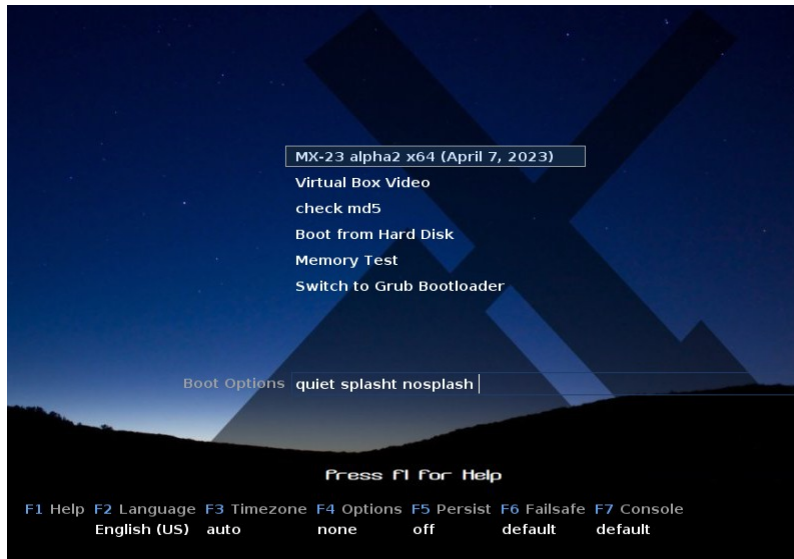 MX-23 alpha2 x64 (April 7, 2023)
Virtual Box Video
check md5
Boot from Hard Disk
Memory Test
Switch to Grub Bootloader
Boot Options quiet splasht nosplash
Press F1 for Help
F1 Help F2 Language F3 Timezone F4 Options F5 Persist F6 Failsafe F7 Console
English (US) auto none off default default